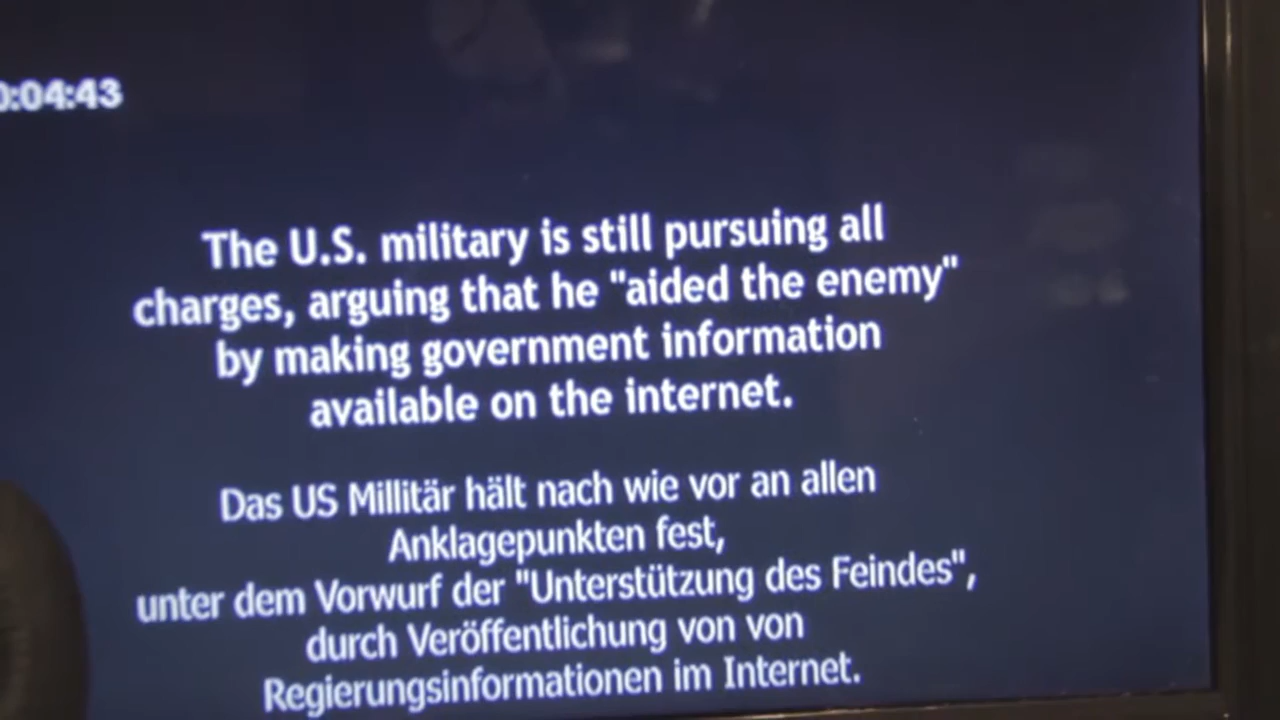 0:04:43
The U.S. military is still pursuing all
charges, arguing that he "aided the enemy"
by making government information
available on the internet.
Das US Millitär hält nach wie vor an allen
Anklagepunkten fest,
unter dem Vorwurf der "Unterstützung des Feindes",
durch Veröffentlichung von von
Regierungsinformationen im Internet.